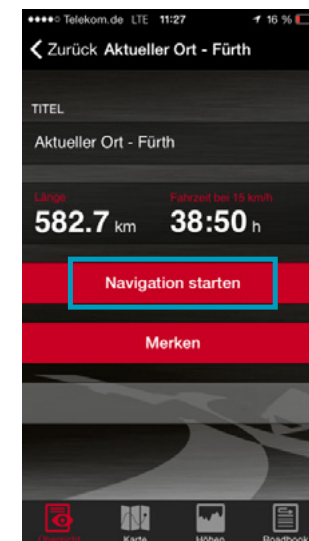 Telekom.de LTE 11:27 16 %
Zurück Aktueller Ort - Fürth
TITEL
Aktueller Ort - Fürth
Länge Fahrzeit bei 15 km/h
582.7 km 38:50 h
Navigation starten
Merken
Übersicht Karte Höhen Roadbook